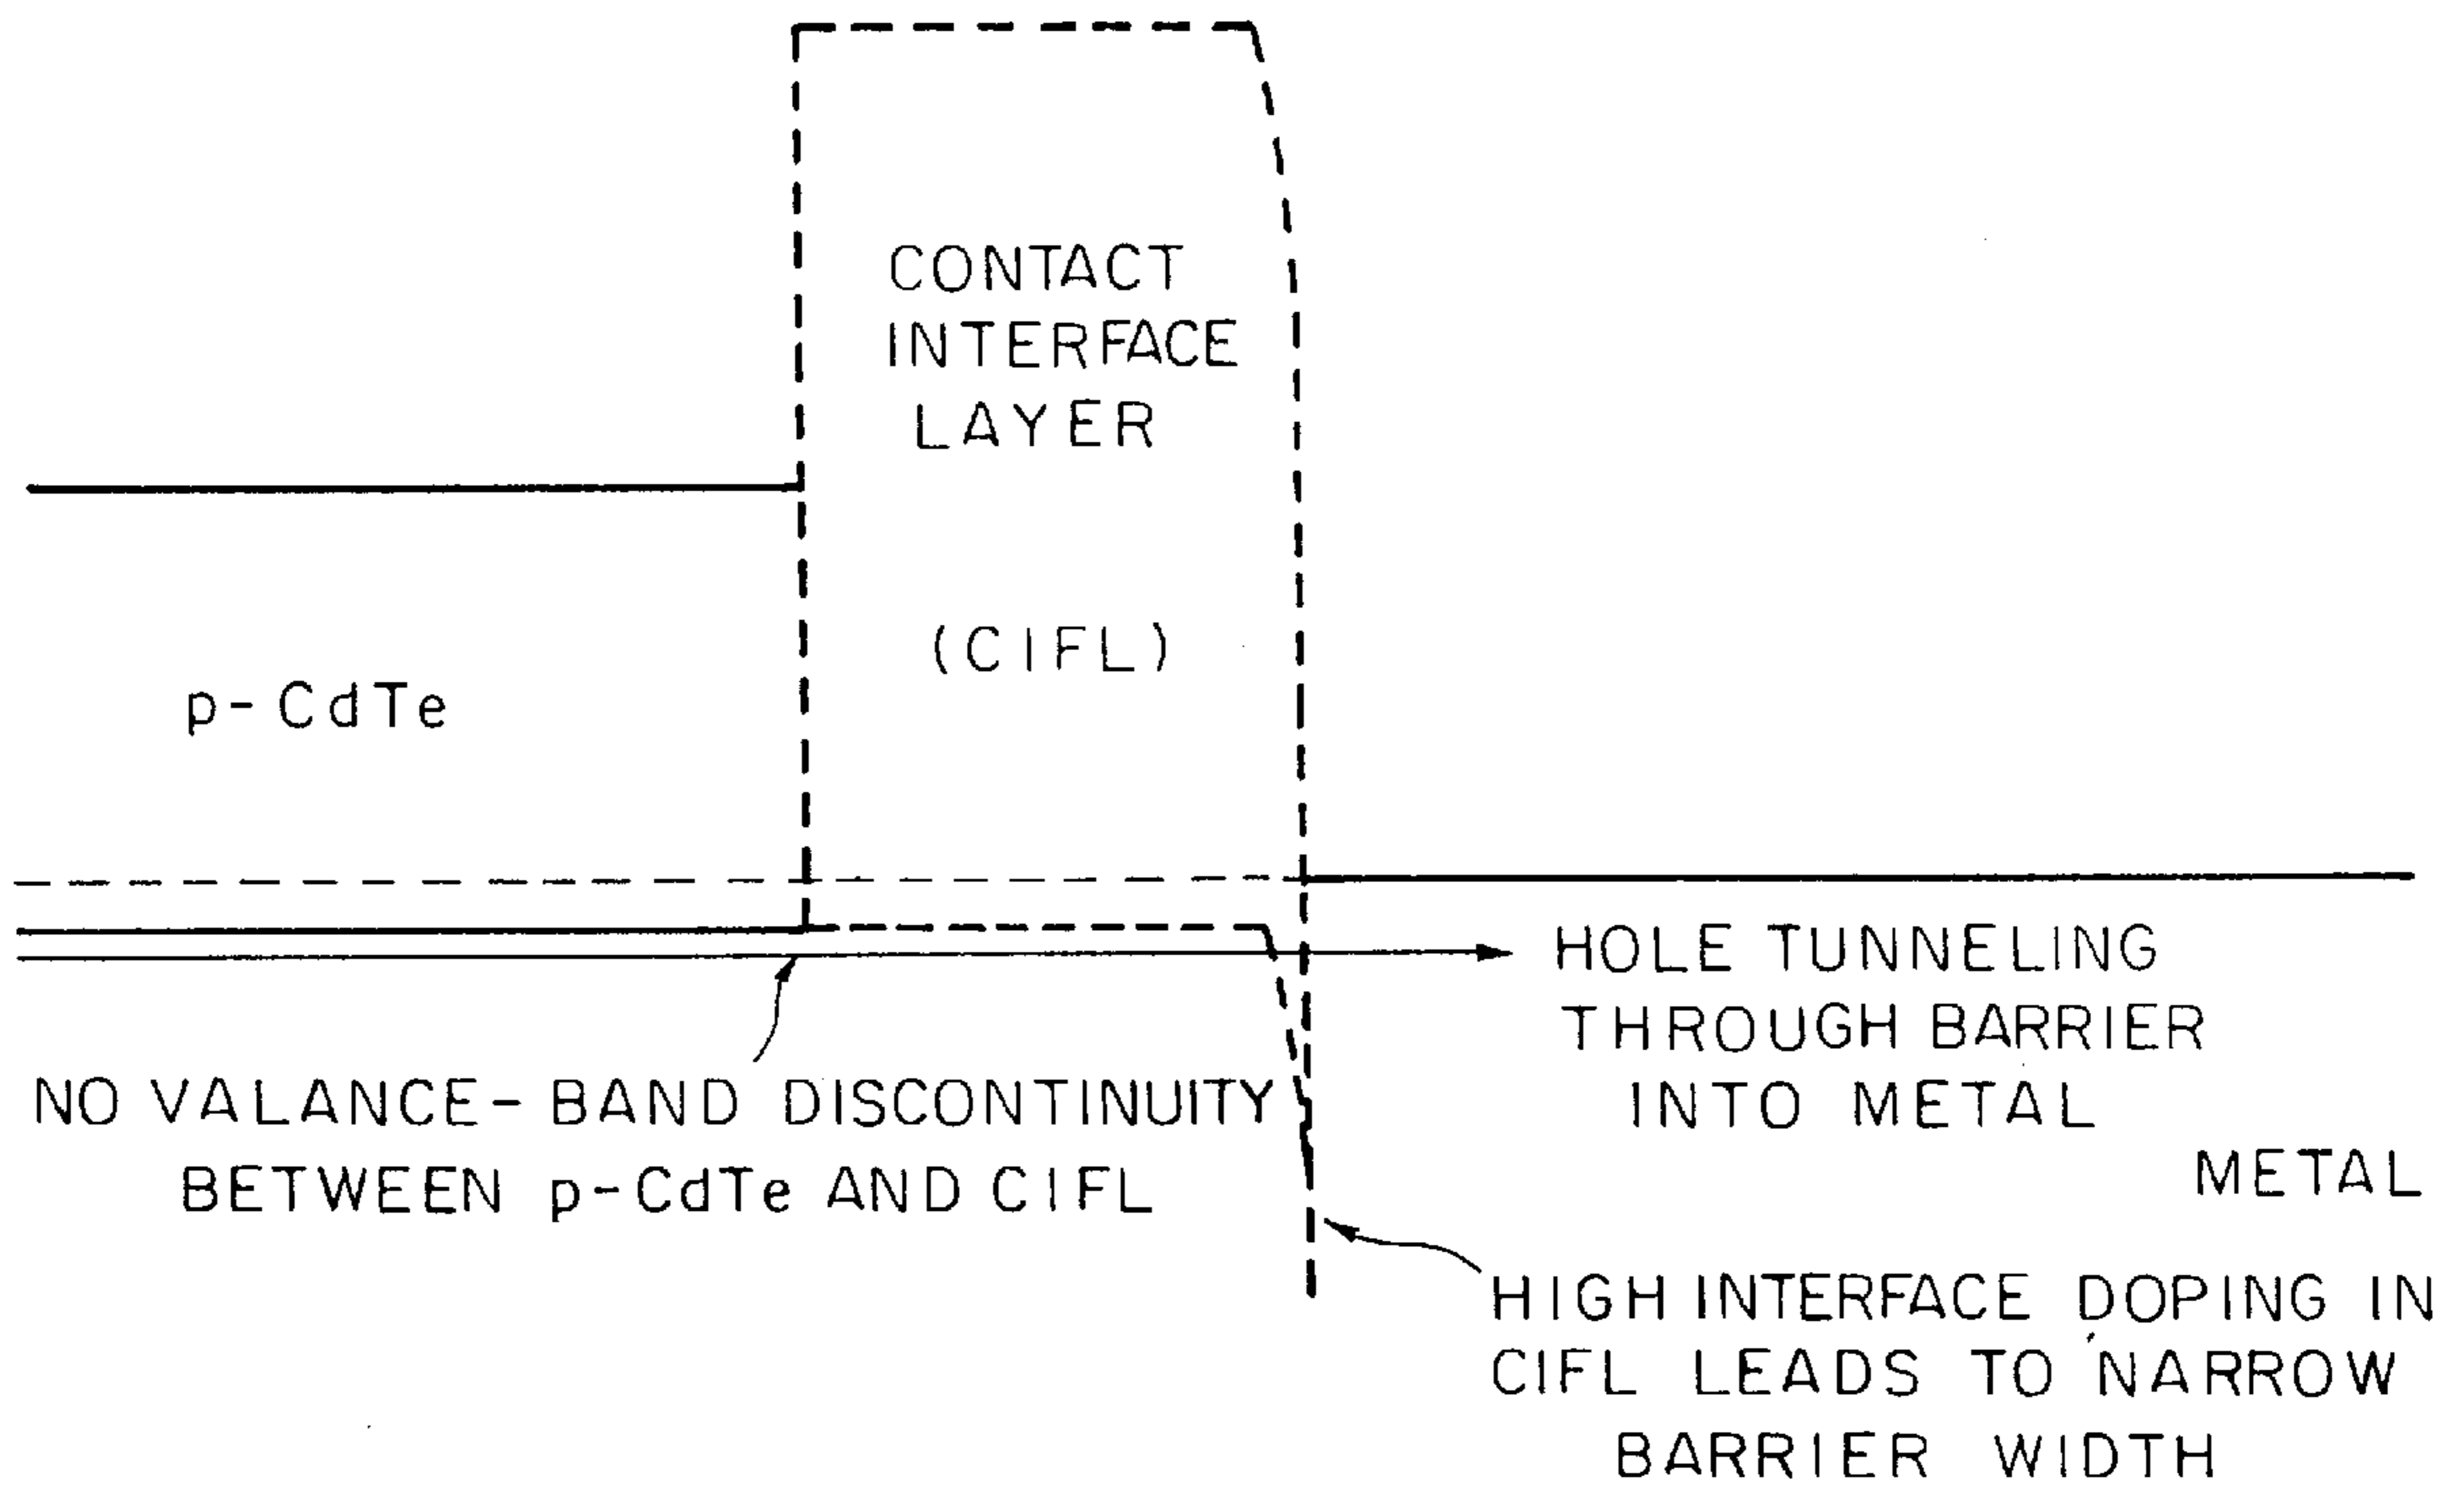 CONTACT
INTERFACE
LAYER
(CIFL)
p-CdTe
HOLE TUNNELING
THROUGH BARRIER
INTO METAL
NO VALANCE-BAND DISCONTINUITY
BETWEEN p-CdTe AND CIFL
METAL
HIGH INTERFACE DOPING IN
CIFL LEADS TO NARROW
BARRIER WIDTH